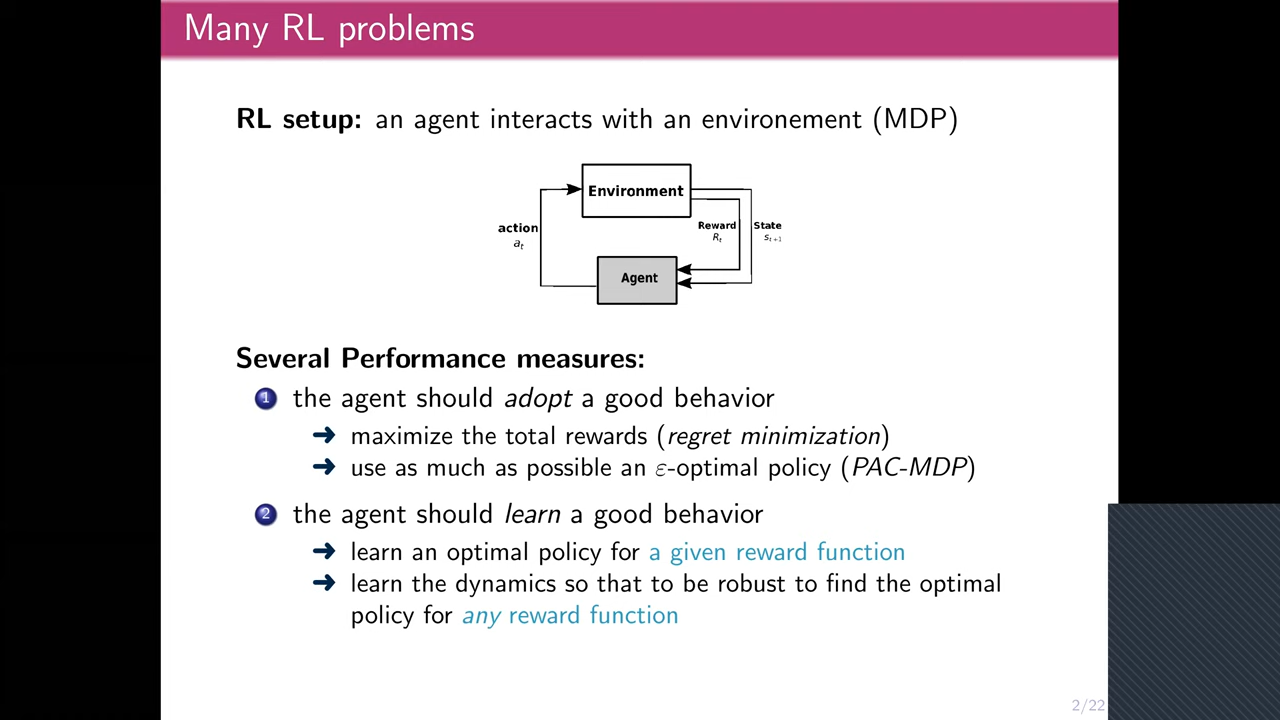 Many RL problems
RL setup: an agent interacts with an environement (MDP)
Environment
action
a_t
Reward
R_t
State
s_{t+1}
Agent
Several Performance measures:
1 the agent should adopt a good behavior
➜ maximize the total rewards (regret minimization)
➜ use as much as possible an ε-optimal policy (PAC-MDP)
2 the agent should learn a good behavior
➜ learn an optimal policy for a given reward function
➜ learn the dynamics so that to be robust to find the optimal
policy for any reward function
2/22